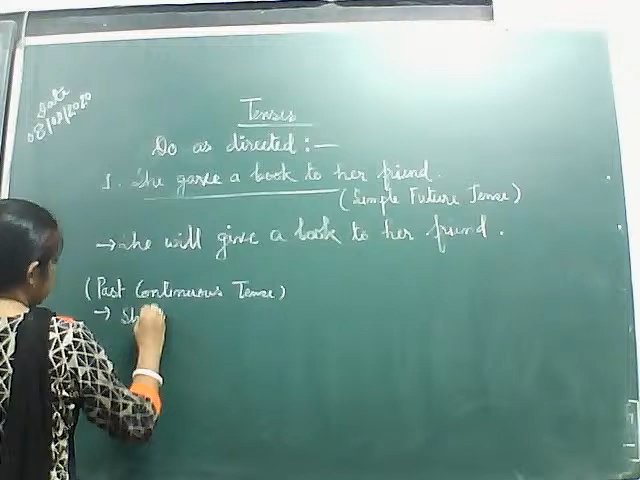 Date
08/08/2020
Tenses
Do as directed :—
1. She gave a book to her friend.
(Simple Future Tense)
→ She will give a book to her friend.
(Past Continuous Tense)
→ Sh